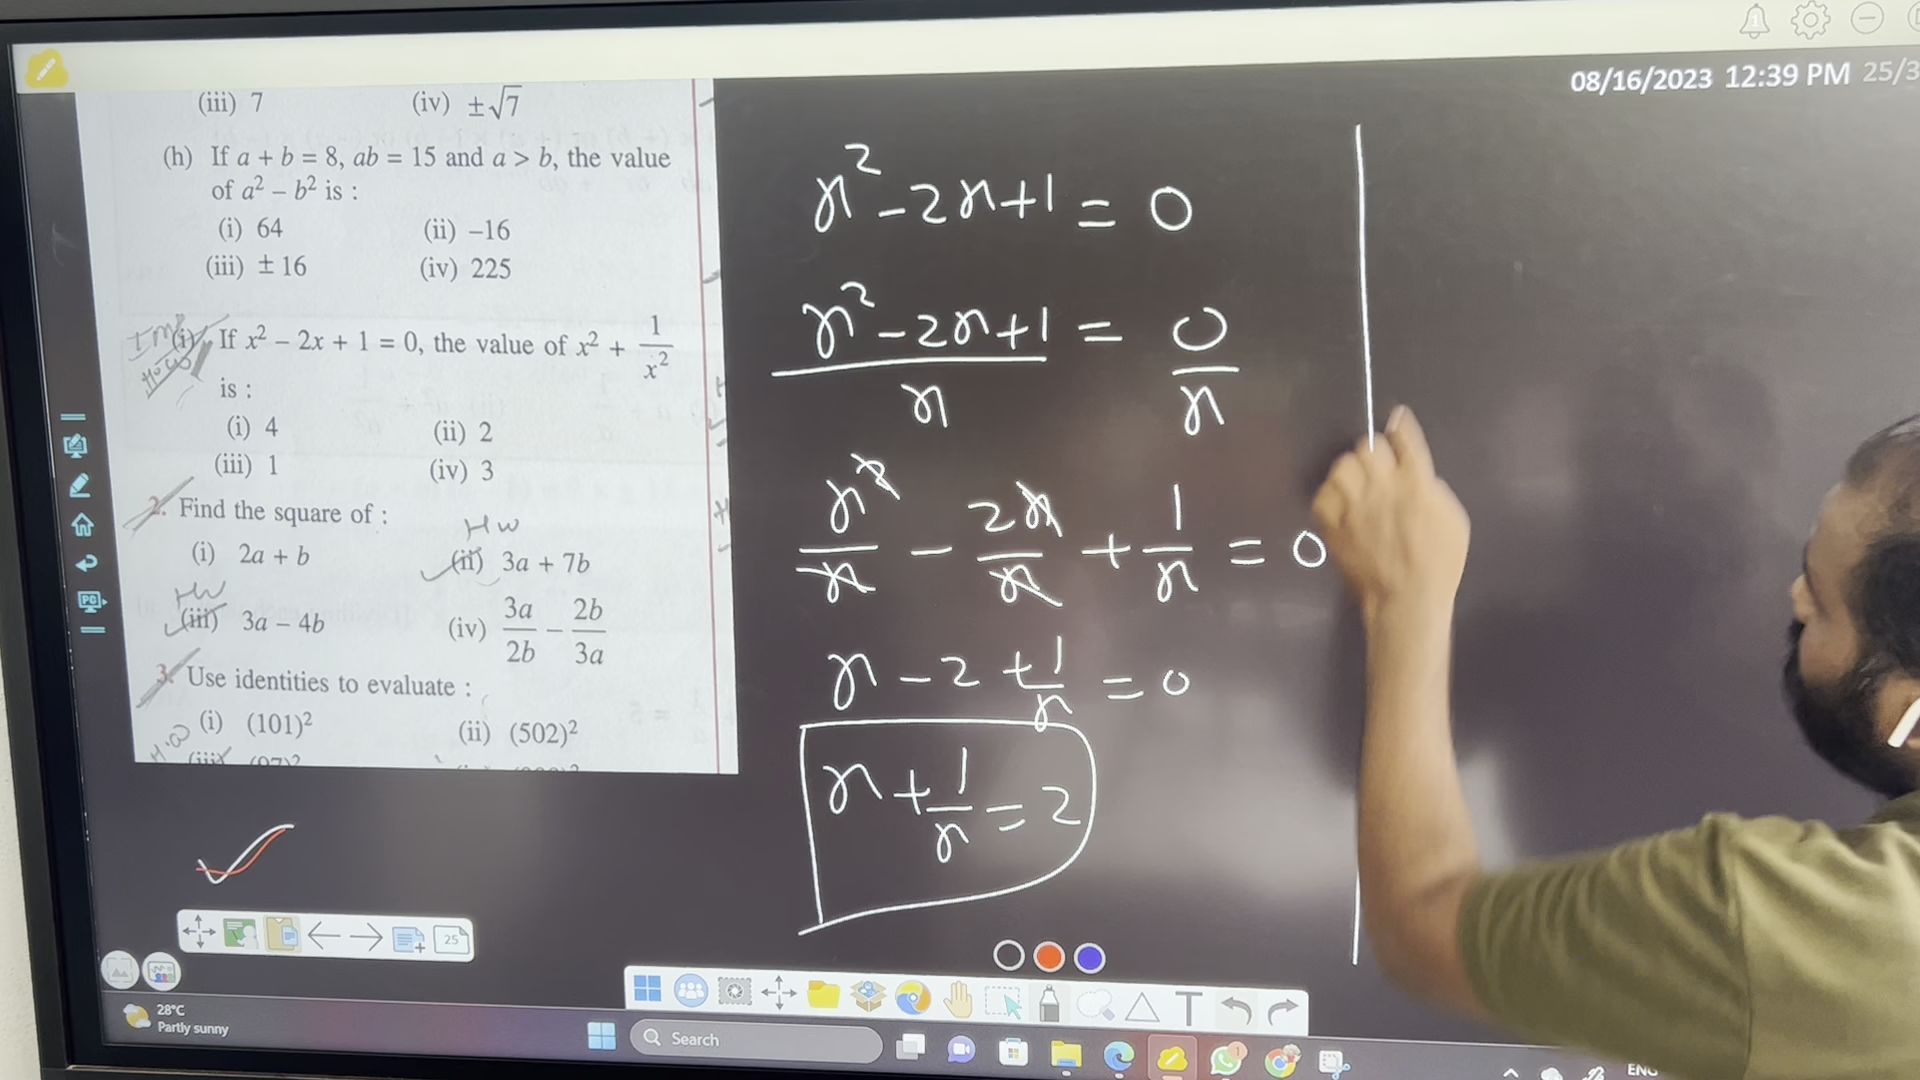 08/16/2023 12:39 PM 25/3
(iii) 7 (iv) ±√7
(h) If a + b = 8, ab = 15 and a > b, the value
of a² − b² is :
(i) 64 (ii) −16
(iii) ± 16 (iv) 225
Imp
(i) If x² − 2x + 1 = 0, the value of x² + 1/x²
is :
(i) 4 (ii) 2
(iii) 1 (iv) 3
2. Find the square of :
HW
(i) 2a + b (ii) 3a + 7b
HW
(iii) 3a − 4b (iv) 3a/2b − 2b/3a
3. Use identities to evaluate :
(i) (101)² (ii) (502)²
H.W
x² - 2x + 1 = 0
(x² - 2x + 1)/x = 0/x
x²/x - 2x/x + 1/x = 0
x - 2 + 1/x = 0
x + 1/x = 2
25
28°C
Partly sunny
Search
ENG